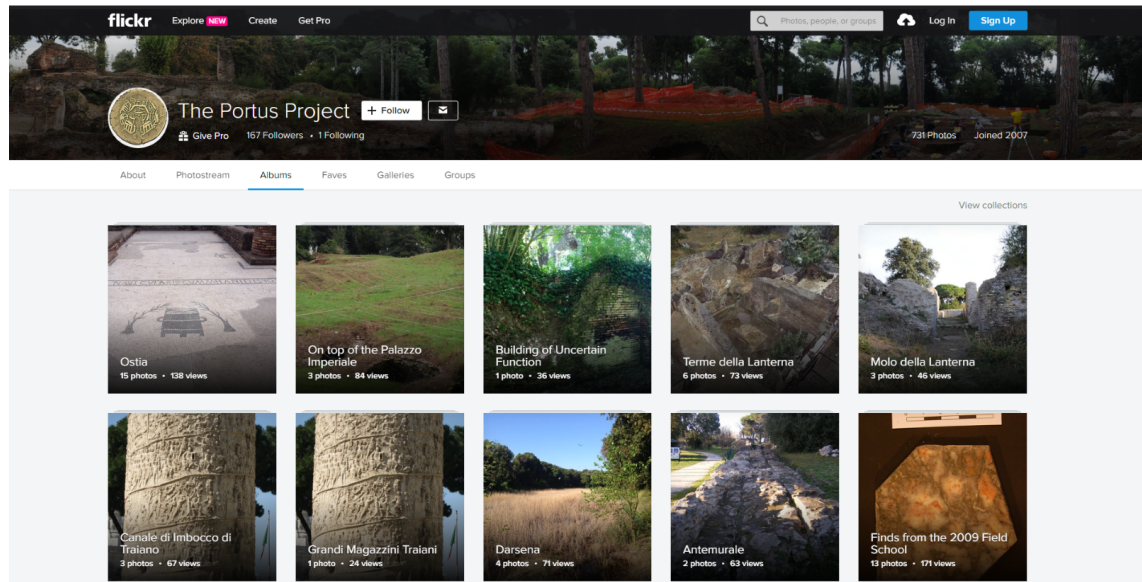 flickr Explore NEW Create Get Pro Photos, people, or groups Log In Sign Up
The Portus Project + Follow
Give Pro 167 Followers • 1 Following 731 Photos Joined 2007
About Photostream Albums Faves Galleries Groups
View collections
Ostia
15 photos • 138 views
On top of the Palazzo
Imperiale
3 photos • 84 views
Building of Uncertain
Function
1 photo • 36 views
Terme della Lanterna
6 photos • 73 views
Molo della Lanterna
3 photos • 46 views
Canale di Imbocco di
Traiano
3 photos • 67 views
Grandi Magazzini Traiani
1 photo • 24 views
Darsena
4 photos • 71 views
Antemurale
2 photos • 63 views
Finds from the 2009 Field
School
13 photos • 171 views